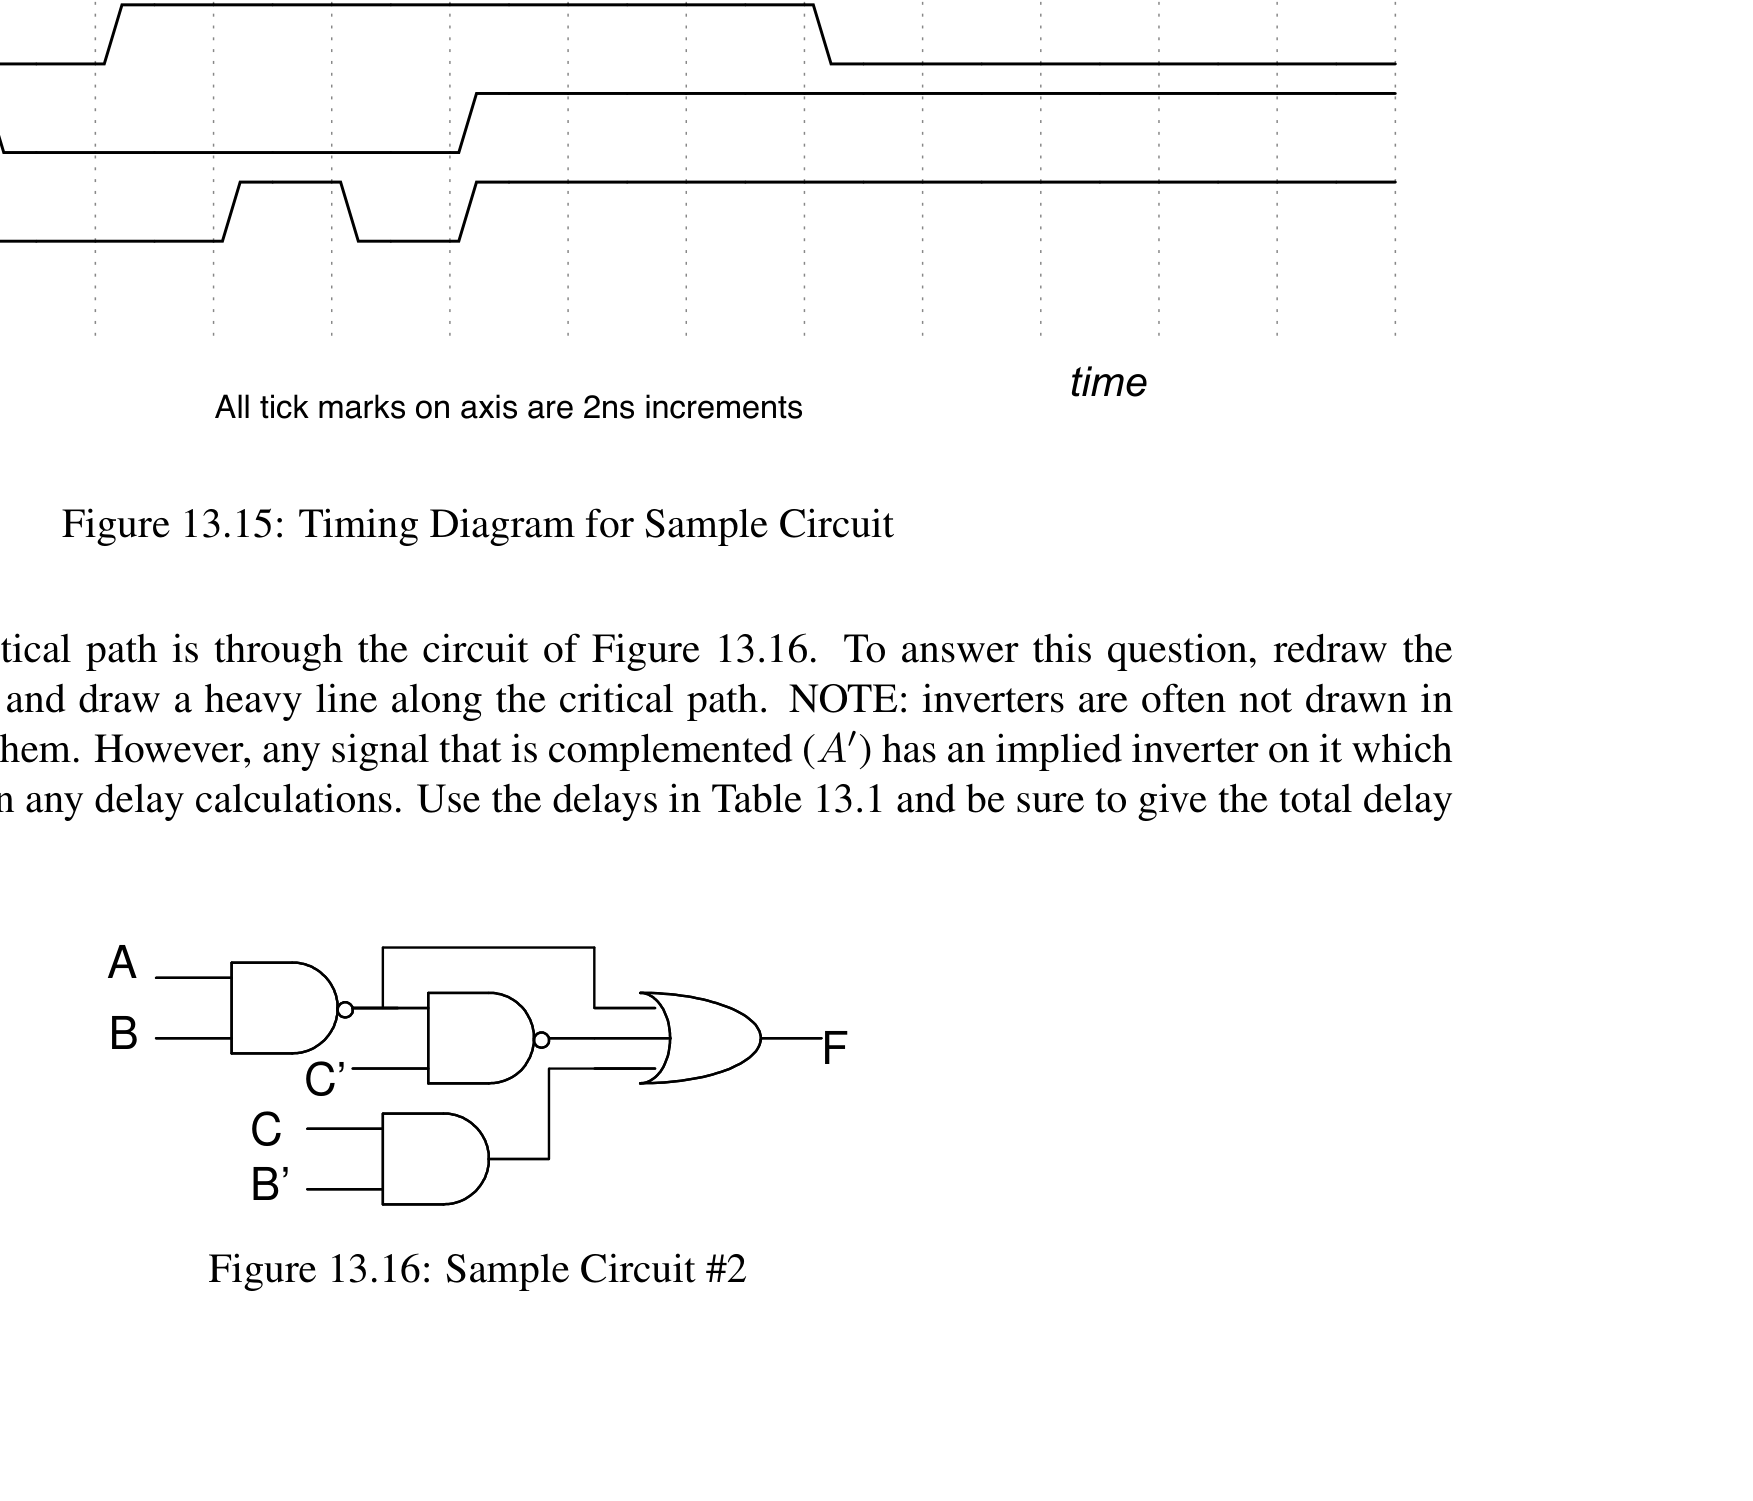 time
All tick marks on axis are 2ns increments
Figure 13.15: Timing Diagram for Sample Circuit
tical path is through the circuit of Figure 13.16. To answer this question, redraw the
and draw a heavy line along the critical path. NOTE: inverters are often not drawn in
hem. However, any signal that is complemented (A′) has an implied inverter on it which
n any delay calculations. Use the delays in Table 13.1 and be sure to give the total delay
A
B
C'
C
B'
F
Figure 13.16: Sample Circuit #2